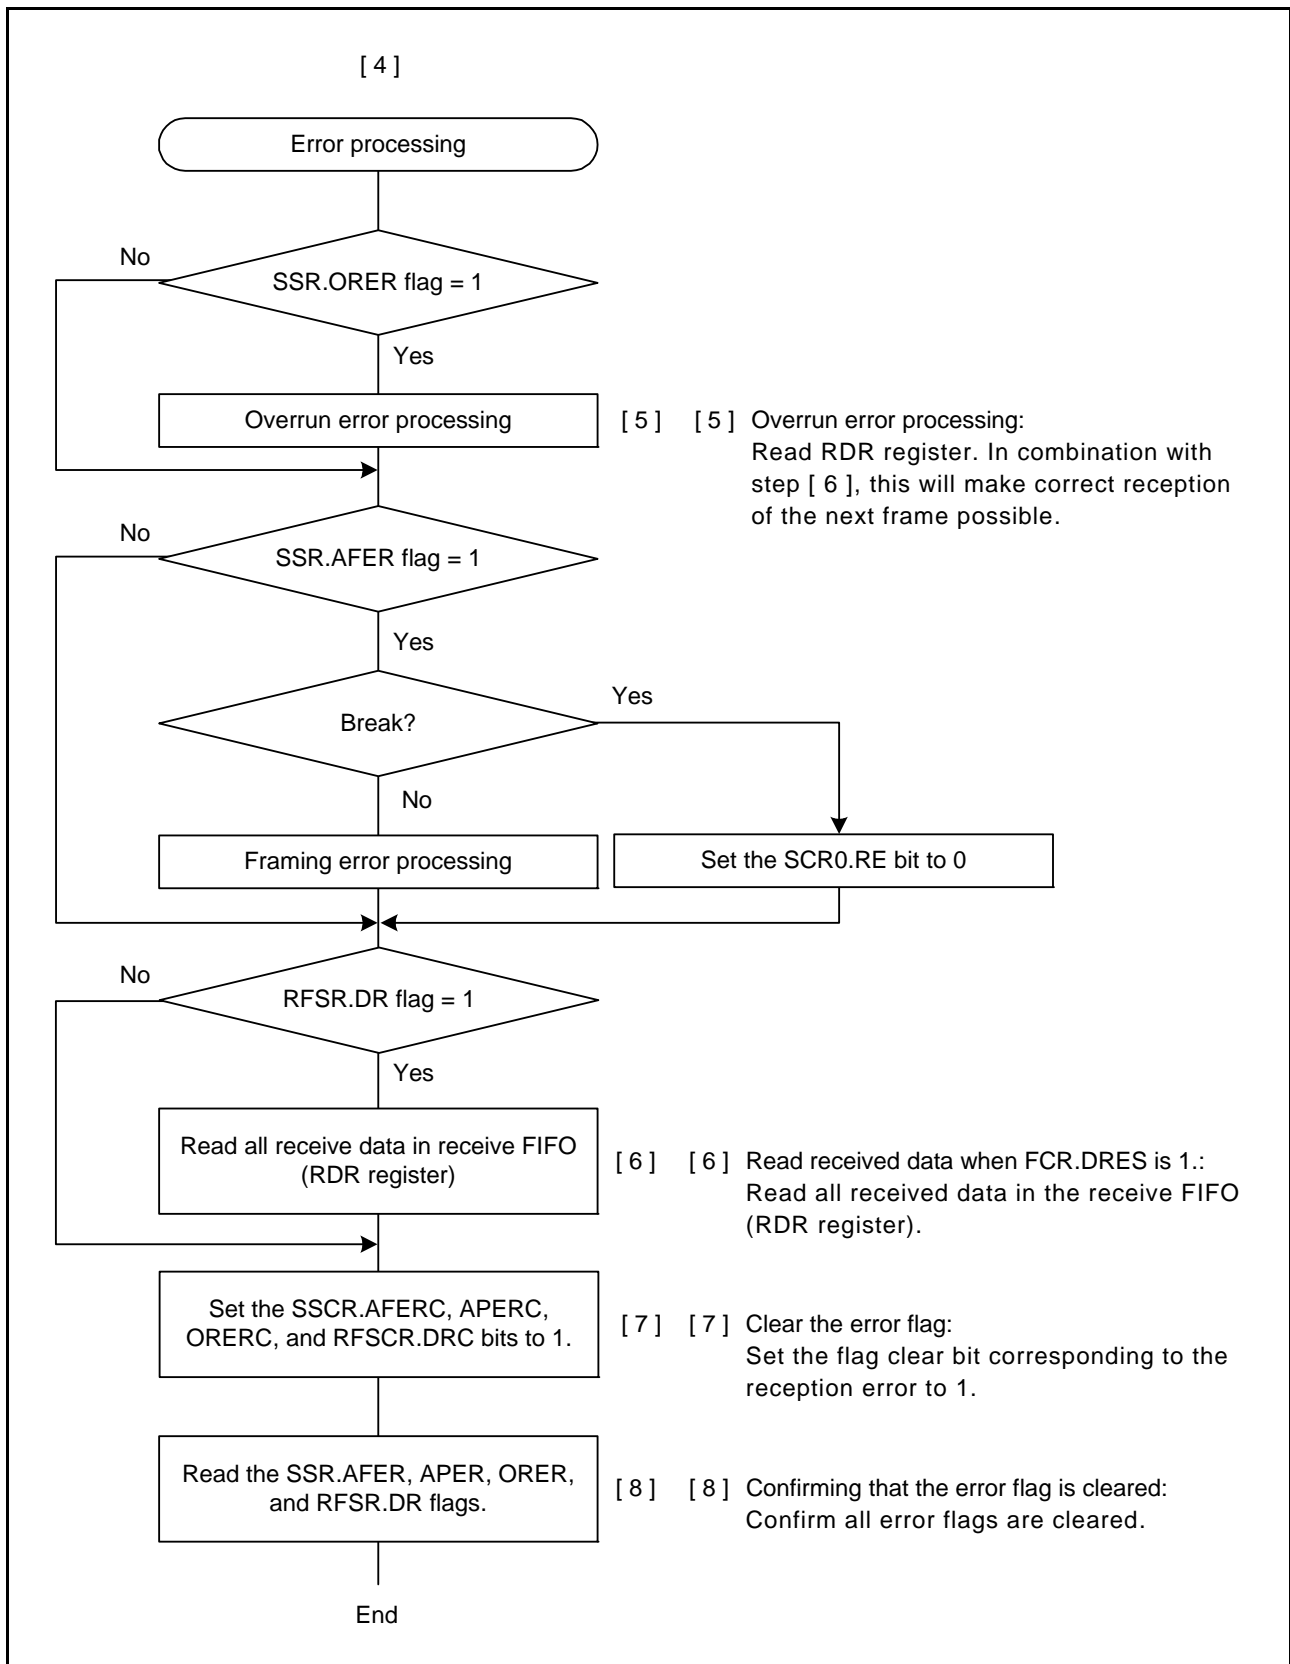 [ 4 ]
Error processing
No
SSR.ORER flag = 1
Yes
Overrun error processing
[ 5 ]
[ 5 ] Overrun error processing:
Read RDR register. In combination with
step [ 6 ], this will make correct reception
of the next frame possible.
No
SSR.AFER flag = 1
Yes
Break?
Yes
No
Framing error processing
Set the SCR0.RE bit to 0
No
RFSR.DR flag = 1
Yes
Read all receive data in receive FIFO
(RDR register)
[ 6 ]
[ 6 ] Read received data when FCR.DRES is 1.:
Read all received data in the receive FIFO
(RDR register).
Set the SSCR.AFERC, APERC,
ORERC, and RFSCR.DRC bits to 1.
[ 7 ]
[ 7 ] Clear the error flag:
Set the flag clear bit corresponding to the
reception error to 1.
Read the SSR.AFER, APER, ORER,
and RFSR.DR flags.
[ 8 ]
[ 8 ] Confirming that the error flag is cleared:
Confirm all error flags are cleared.
End